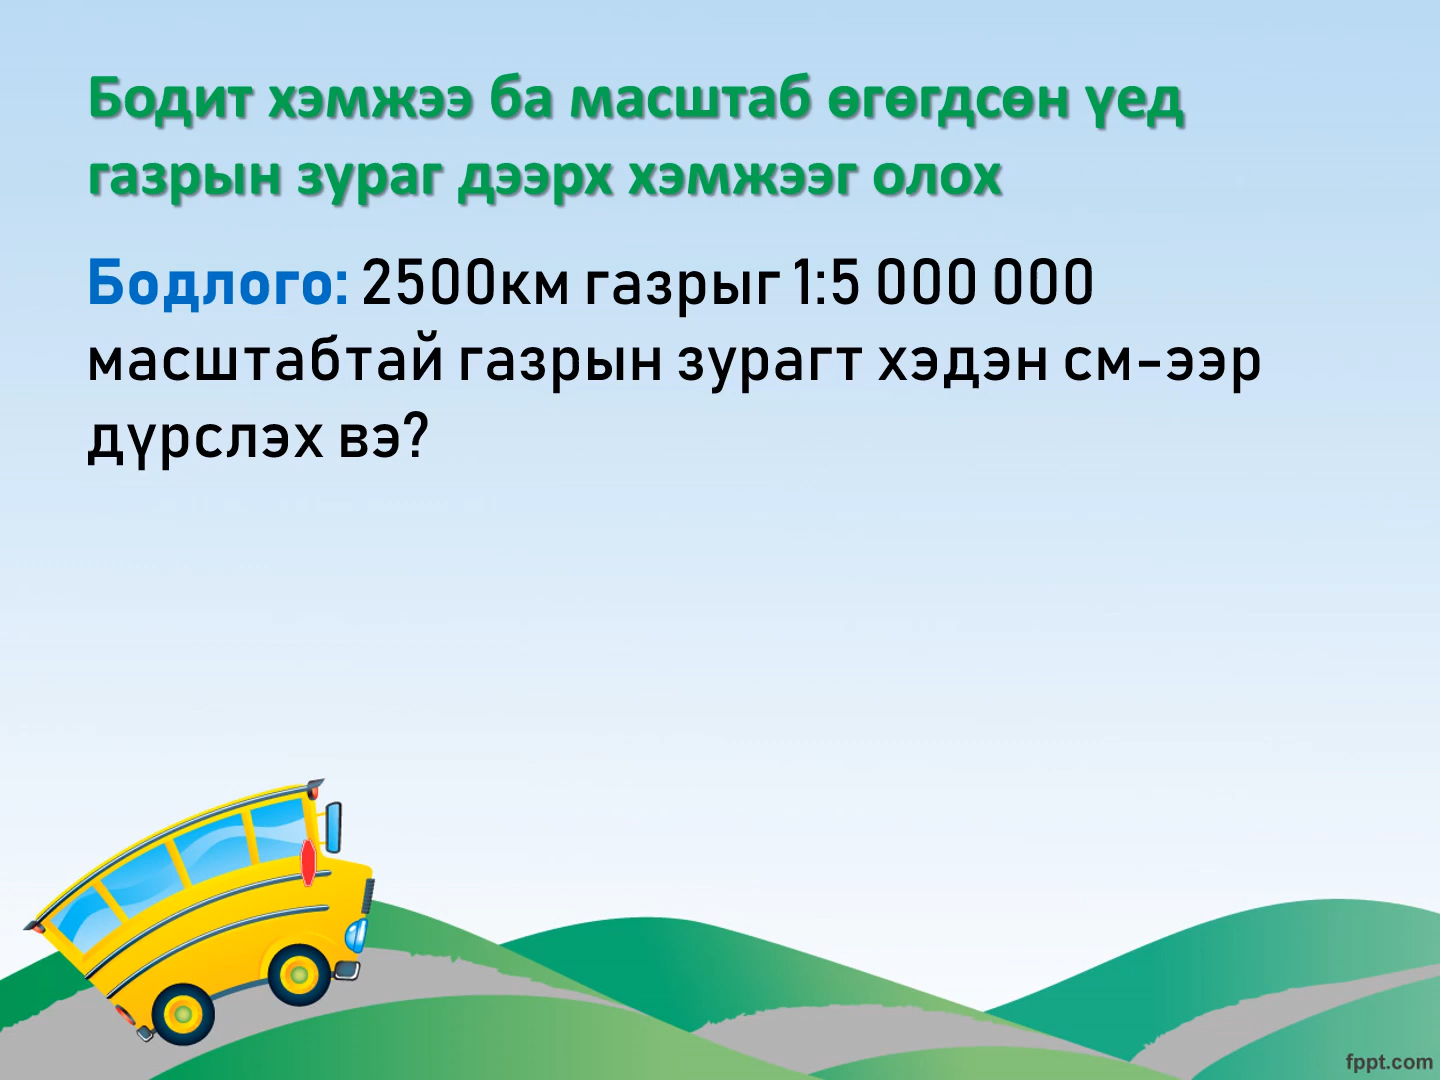 Бодит хэмжээ ба масштаб өгөгдсөн үед
газрын зураг дээрх хэмжээг олох
Бодлого: 2500км газрыг 1:5 000 000
масштабтай газрын зурагт хэдэн см-ээр
дүрслэх вэ?
fppt.com